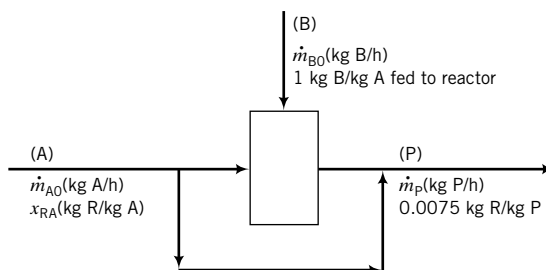 (B)
ṁB0(kg B/h)
1 kg B/kg A fed to reactor
(A)
ṁA0(kg A/h)
xRA(kg R/kg A)
(P)
ṁP(kg P/h)
0.0075 kg R/kg P